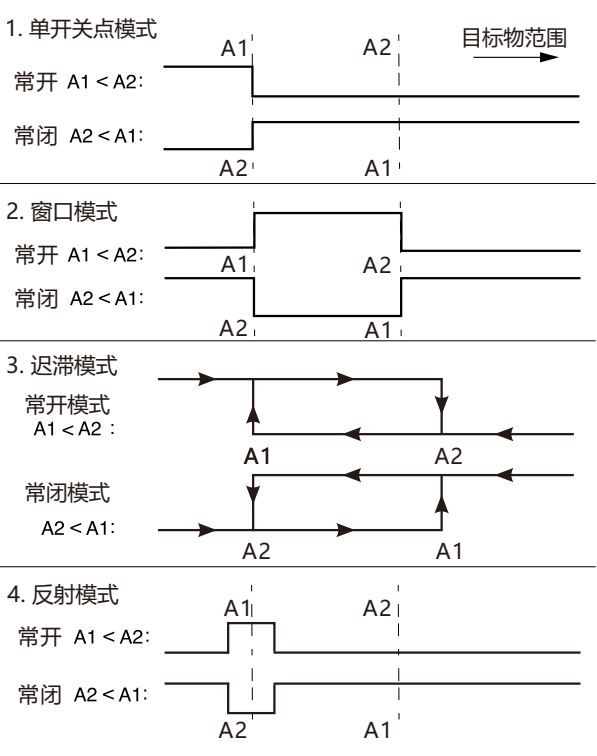 1. 单开关点模式
A1 A2 目标物范围
常开 A1 < A2:
常闭 A2 < A1:
A2 A1
2. 窗口模式
常开 A1 < A2:
A1 A2
常闭 A2 < A1:
A2 A1
3. 迟滞模式
常开模式
A1 < A2 :
A1 A2
常闭模式
A2 < A1:
A2 A1
4. 反射模式
A1 A2
常开 A1 < A2:
常闭 A2 < A1:
A2 A1